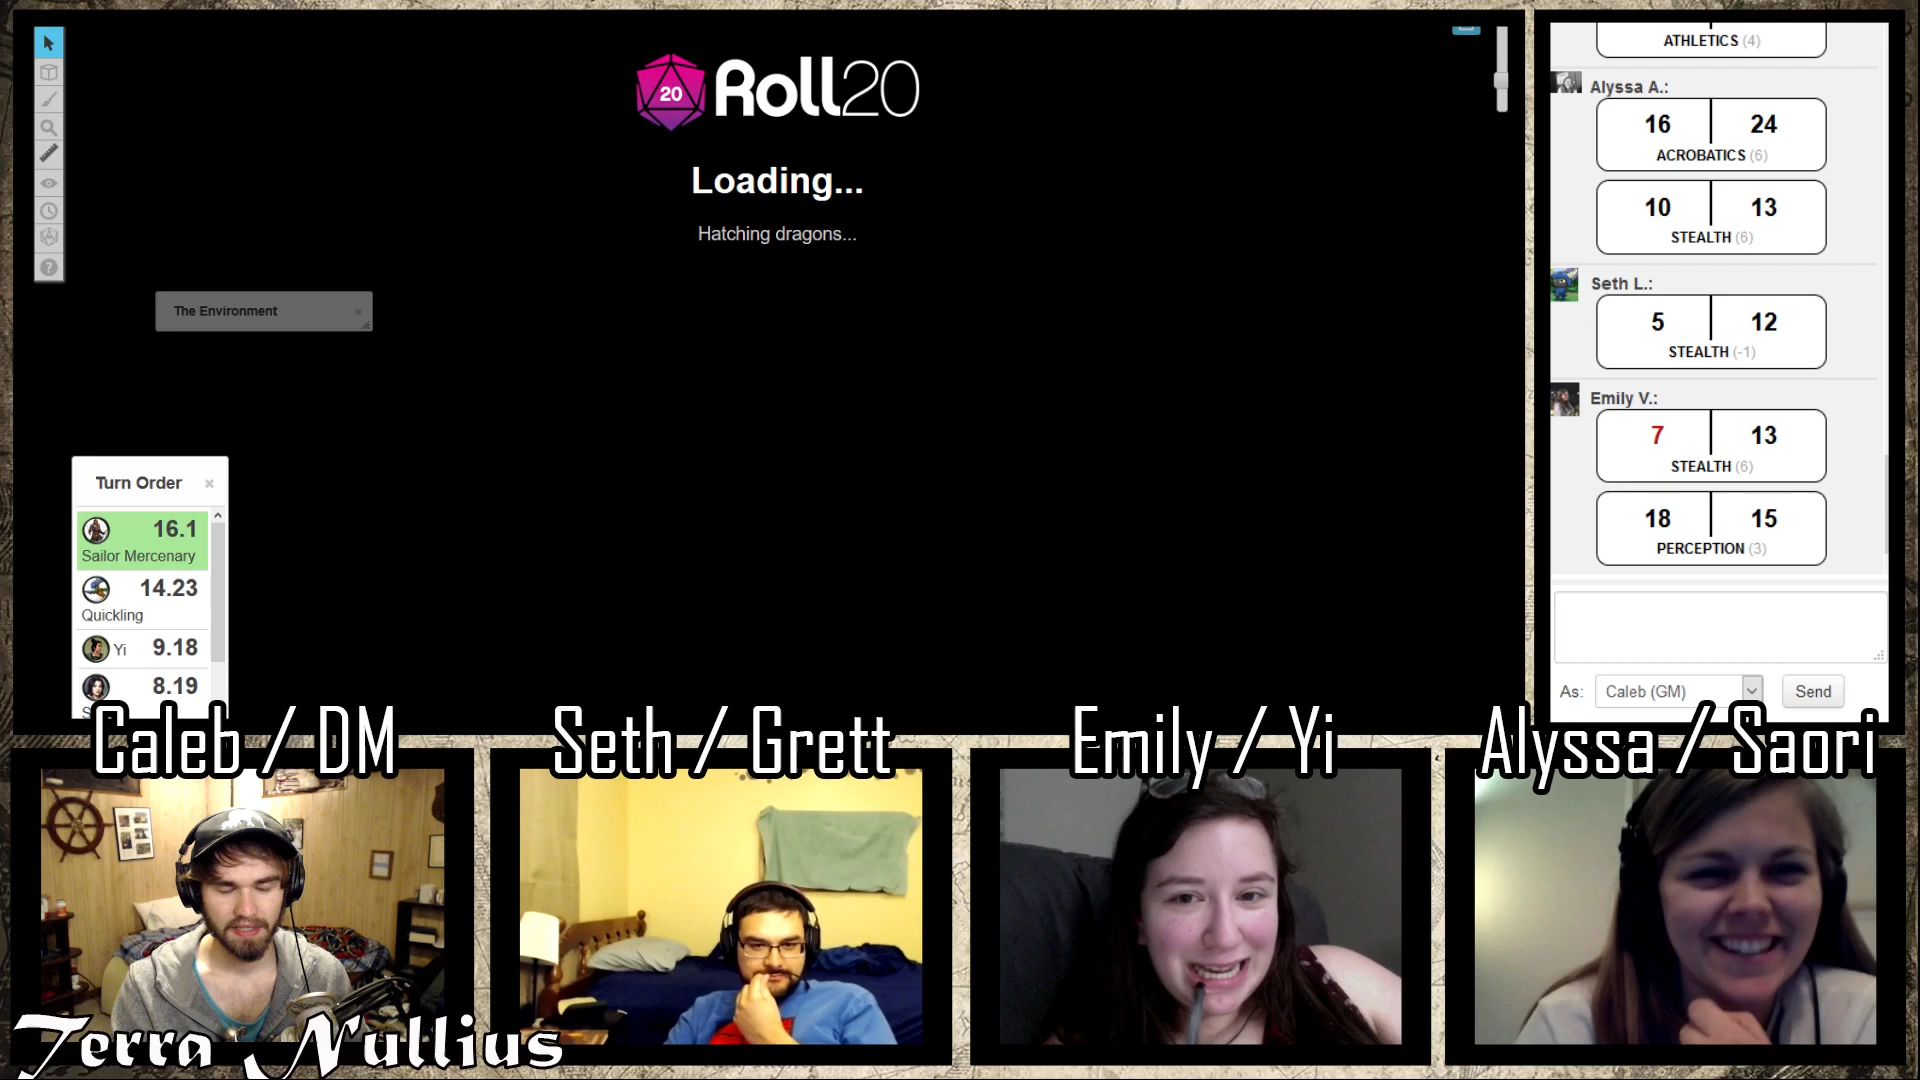 20
Roll20
Loading...
Hatching dragons...
The Environment
Turn Order
16.1
Sailor Mercenary
14.23
Quickling
Yi 9.18
8.19
ATHLETICS (4)
Alyssa A.:
16 24
ACROBATICS (6)
10 13
STEALTH (6)
Seth L.:
5 12
STEALTH (-1)
Emily V.:
7 13
STEALTH (6)
18 15
PERCEPTION (3)
As: Caleb (GM) Send
Caleb / DM
Seth / Grett
Emily / Yi
Alyssa / Saori
Terra Nullius